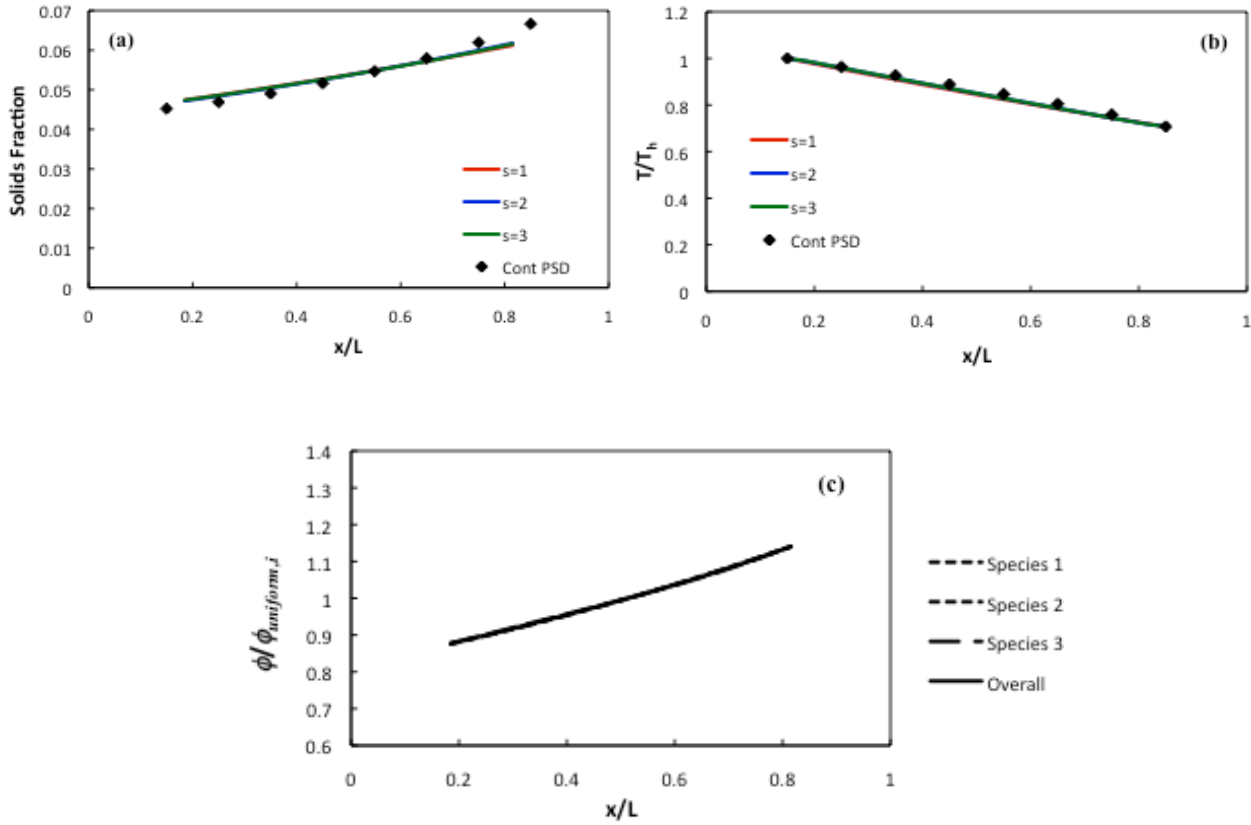 (a)
Solids Fraction
0.07
0.06
0.05
0.04
0.03
0.02
0.01
0
s=1
s=2
s=3
Cont PSD
0 0.2 0.4 0.6 0.8 1
x/L
(b)
T/Th
1.2
1
0.8
0.6
0.4
0.2
0
s=1
s=2
s=3
Cont PSD
0 0.2 0.4 0.6 0.8 1
x/L
(c)
ϕ/ϕuniform,i
1.4
1.3
1.2
1.1
1
0.9
0.8
0.7
0.6
0 0.2 0.4 0.6 0.8 1
x/L
Species 1
Species 2
Species 3
Overall